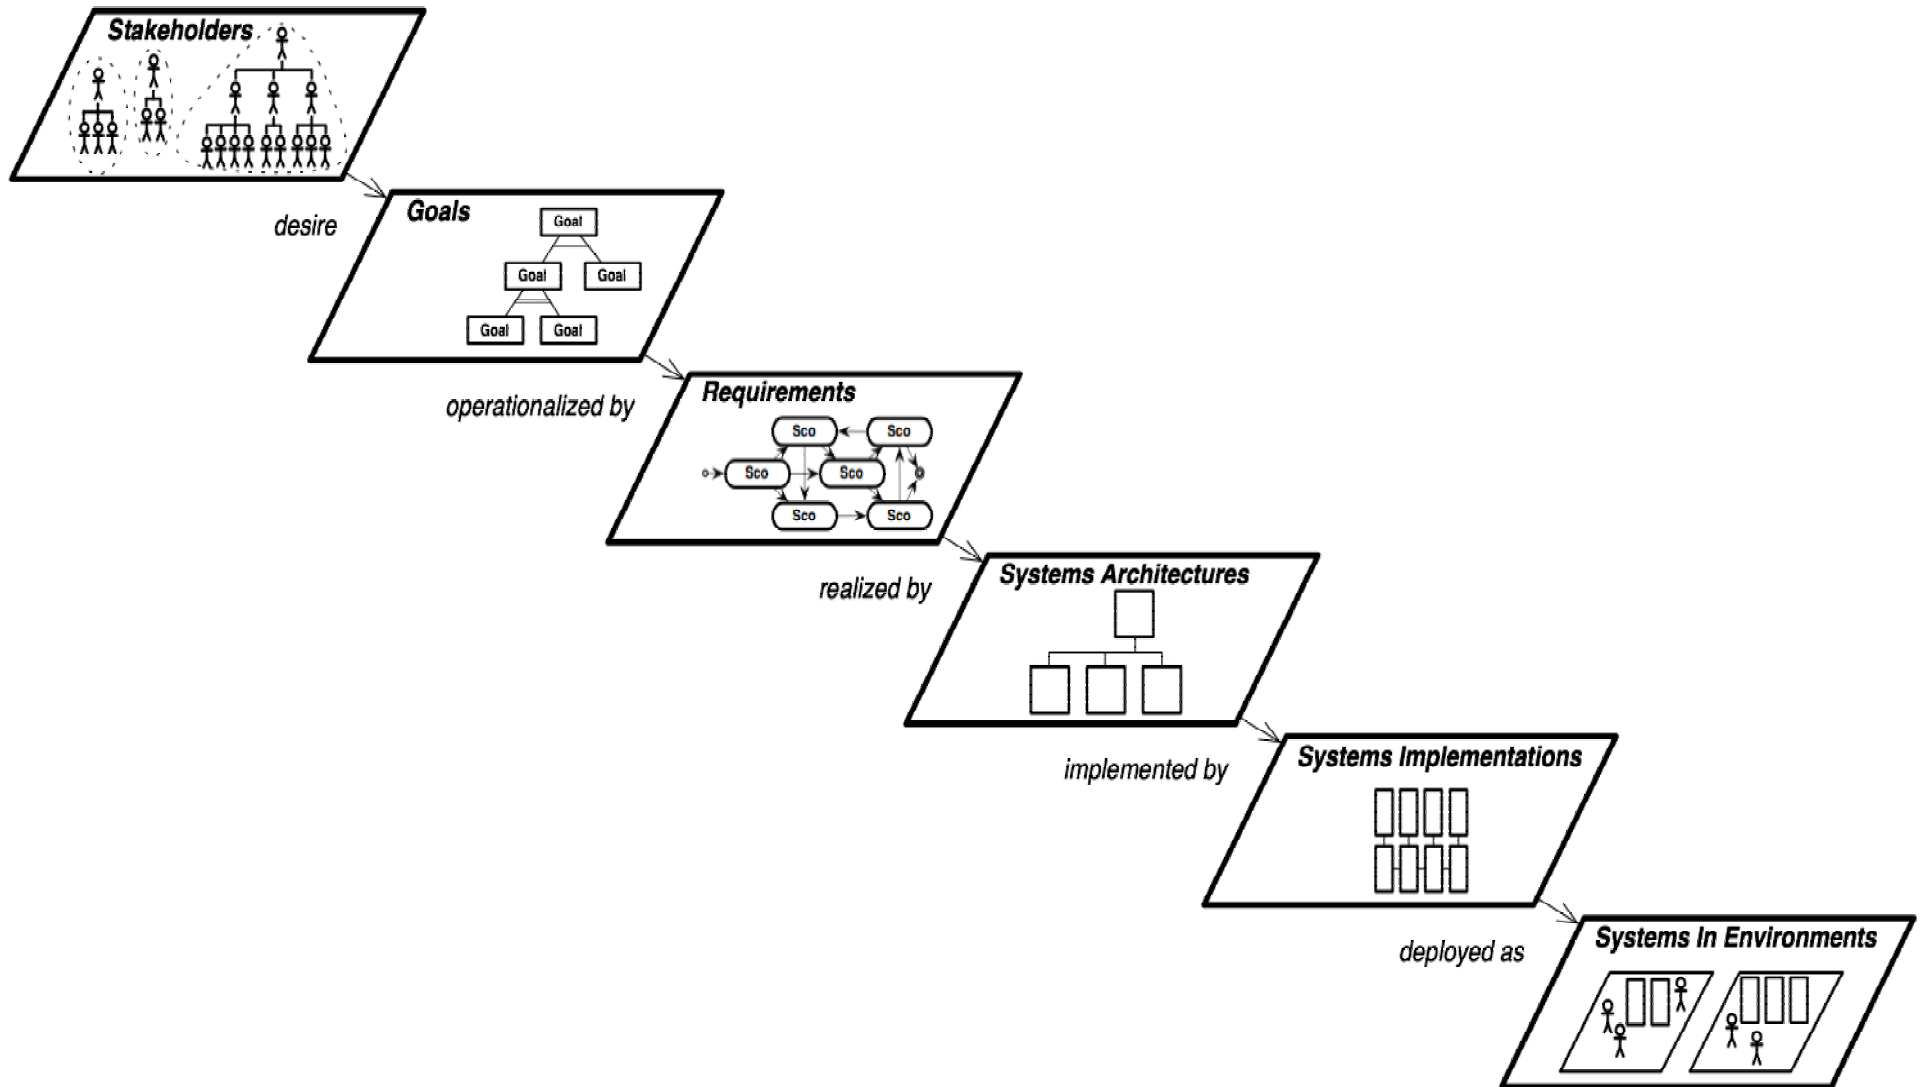 Stakeholders
desire
Goals
Goal
Goal
Goal
Goal
Goal
operationalized by
Requirements
Sco
Sco
Sco
Sco
Sco
Sco
realized by
Systems Architectures
implemented by
Systems Implementations
deployed as
Systems In Environments